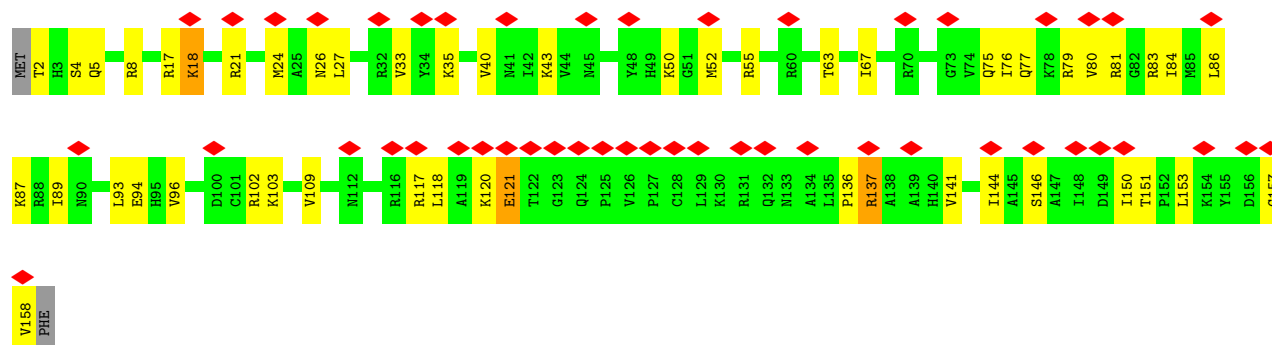 MET T2 H3 S4 Q5 R8 R17 K18 R21 M24 A25 N26 L27 R32 V33 Y34 K35 V40 N41 I42 K43 V44 N45 Y48 H49 K50 G51 M52 R55 R60 T63 I67 R70 G73 V74 Q75 I76 Q77 K78 R79 V80 R81 G82 R83 I84 M85 L86
K87 R88 I89 N90 L93 E94 H95 V96 D100 C101 R102 K103 V109 N112 R116 R117 L118 A119 K120 E121 T122 G123 Q124 P125 V126 P127 C128 L129 K130 R131 Q132 N133 A134 L135 P136 R137 A138 A139 H140 V141 I144 A145 S146 A147 I148 D149 I150 T151 P152 L153 K154 Y155 D156
V158 PHE